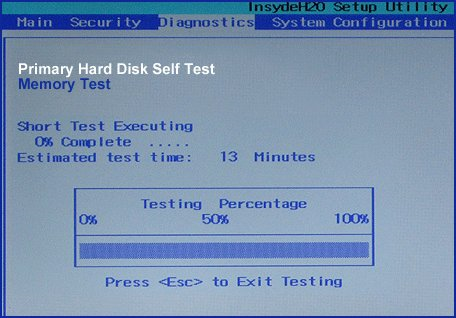 InsydeH2O Setup Utility
Main Security Diagnostics System Configuration
Primary Hard Disk Self Test
Memory Test
Short Test Executing
0% Complete .....
Estimated test time: 13 Minutes
Testing Percentage
0% 50% 100%
Press <Esc> to Exit Testing